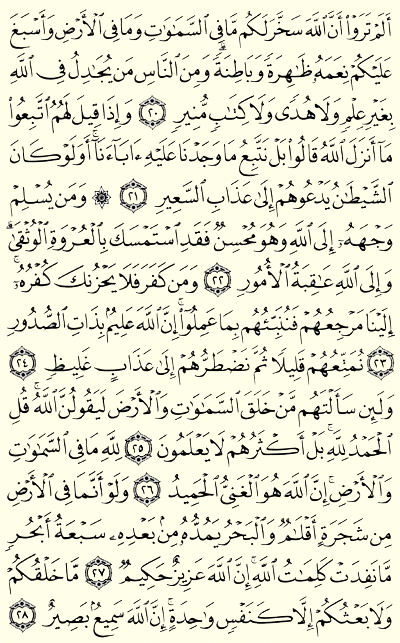 أَلَمْ تَرَوْا۟ أَنَّ ٱللَّهَ سَخَّرَ لَكُم مَّا فِى ٱلسَّمَٰوَٰتِ وَمَا فِى ٱلْأَرْضِ وَأَسْبَغَ
عَلَيْكُمْ نِعَمَهُۥ ظَٰهِرَةً وَبَاطِنَةً ۗ وَمِنَ ٱلنَّاسِ مَن يُجَٰدِلُ فِى ٱللَّهِ
بِغَيْرِ عِلْمٍ وَلَا هُدًى وَلَا كِتَٰبٍ مُّنِيرٍ ٢٠ وَإِذَا قِيلَ لَهُمُ ٱتَّبِعُوا۟
مَآ أَنزَلَ ٱللَّهُ قَالُوا۟ بَلْ نَتَّبِعُ مَا وَجَدْنَا عَلَيْهِ ءَابَآءَنَآ ۚ أَوَلَوْ كَانَ
ٱلشَّيْطَٰنُ يَدْعُوهُمْ إِلَىٰ عَذَابِ ٱلسَّعِيرِ ٢١ ۞ وَمَن يُسْلِمْ
وَجْهَهُۥٓ إِلَى ٱللَّهِ وَهُوَ مُحْسِنٌ فَقَدِ ٱسْتَمْسَكَ بِٱلْعُرْوَةِ ٱلْوُثْقَىٰ ۗ
وَإِلَى ٱللَّهِ عَٰقِبَةُ ٱلْأُمُورِ ٢٢ وَمَن كَفَرَ فَلَا يَحْزُنكَ كُفْرُهُۥٓ ۚ
إِلَيْنَا مَرْجِعُهُمْ فَنُنَبِّئُهُم بِمَا عَمِلُوٓا۟ ۚ إِنَّ ٱللَّهَ عَلِيمٌۢ بِذَاتِ ٱلصُّدُورِ
٢٣ نُمَتِّعُهُمْ قَلِيلًا ثُمَّ نَضْطَرُّهُمْ إِلَىٰ عَذَابٍ غَلِيظٍ ٢٤
وَلَئِن سَأَلْتَهُم مَّنْ خَلَقَ ٱلسَّمَٰوَٰتِ وَٱلْأَرْضَ لَيَقُولُنَّ ٱللَّهُ ۚ قُلِ
ٱلْحَمْدُ لِلَّهِ ۚ بَلْ أَكْثَرُهُمْ لَا يَعْلَمُونَ ٢٥ لِلَّهِ مَا فِى ٱلسَّمَٰوَٰتِ
وَٱلْأَرْضِ ۚ إِنَّ ٱللَّهَ هُوَ ٱلْغَنِىُّ ٱلْحَمِيدُ ٢٦ وَلَوْ أَنَّمَا فِى ٱلْأَرْضِ
مِن شَجَرَةٍ أَقْلَٰمٌ وَٱلْبَحْرُ يَمُدُّهُۥ مِنۢ بَعْدِهِۦ سَبْعَةُ أَبْحُرٍ
مَّا نَفِدَتْ كَلِمَٰتُ ٱللَّهِ ۗ إِنَّ ٱللَّهَ عَزِيزٌ حَكِيمٌ ٢٧ مَّا خَلْقُكُمْ
وَلَا بَعْثُكُمْ إِلَّا كَنَفْسٍ وَٰحِدَةٍ ۗ إِنَّ ٱللَّهَ سَمِيعٌۢ بَصِيرٌ ٢٨